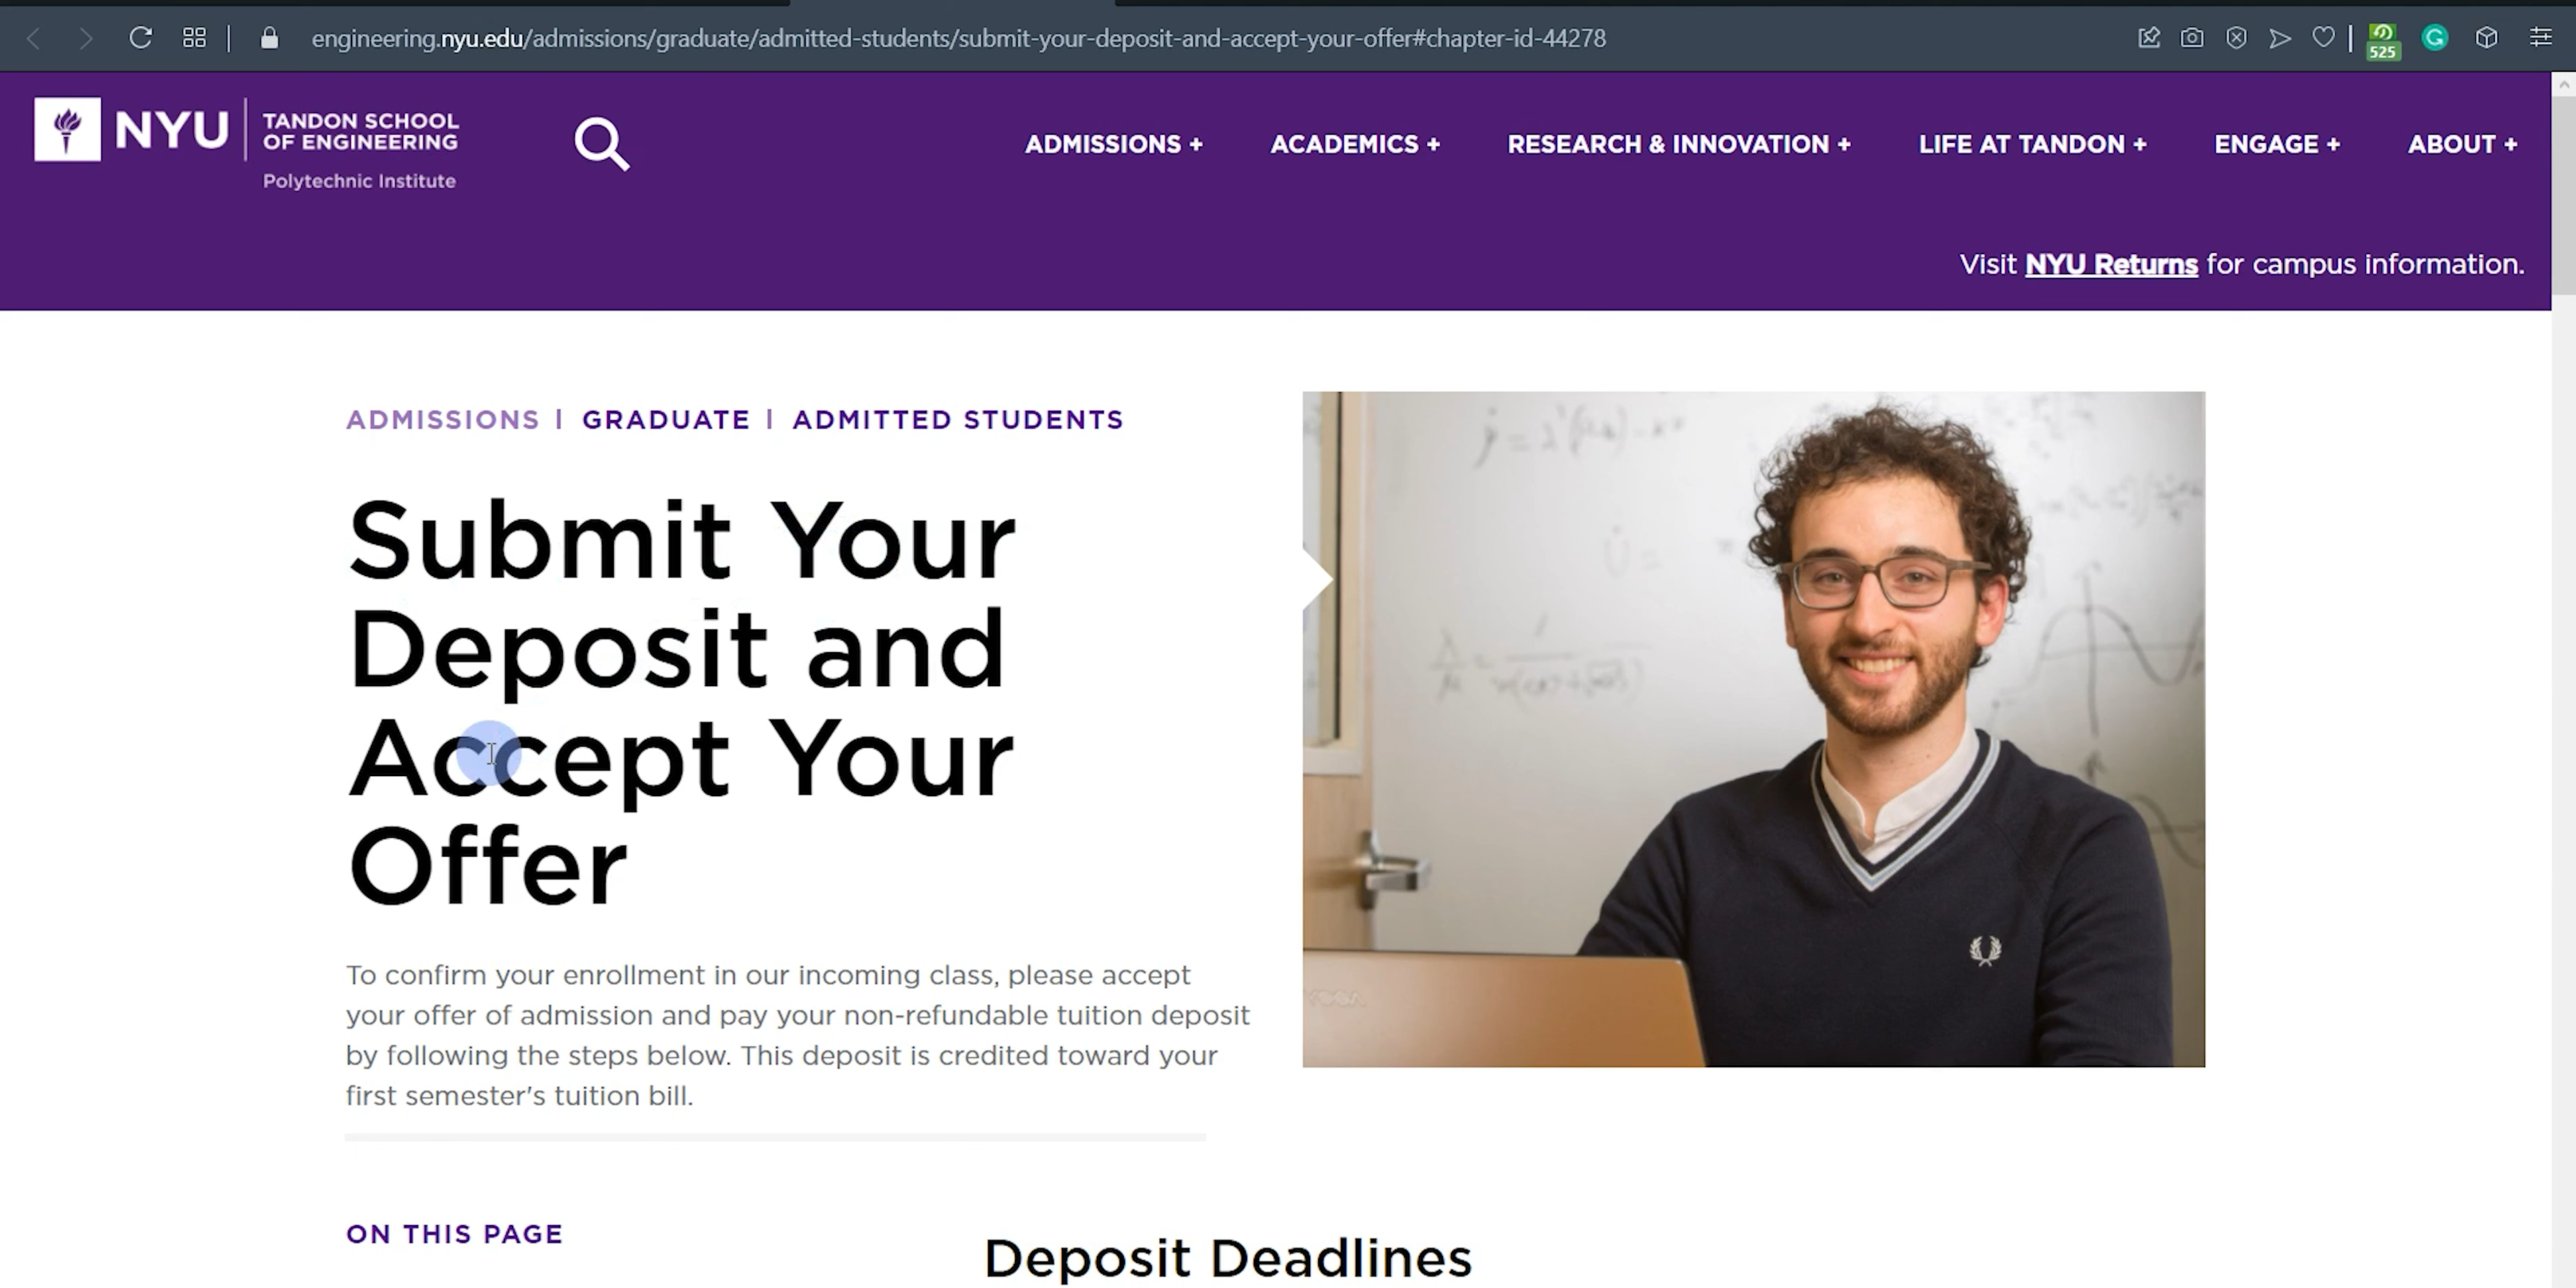 engineering.nyu.edu/admissions/graduate/admitted-students/submit-your-deposit-and-accept-your-offer#chapter-id-44278
525
NYU
TANDON SCHOOL
OF ENGINEERING
Polytechnic Institute
ADMISSIONS + ACADEMICS + RESEARCH & INNOVATION + LIFE AT TANDON + ENGAGE + ABOUT +
Visit NYU Returns for campus information.
ADMISSIONS | GRADUATE | ADMITTED STUDENTS
Submit Your
Deposit and
Accept Your
Offer
To confirm your enrollment in our incoming class, please accept
your offer of admission and pay your non-refundable tuition deposit
by following the steps below. This deposit is credited toward your
first semester's tuition bill.
ON THIS PAGE
Deposit Deadlines